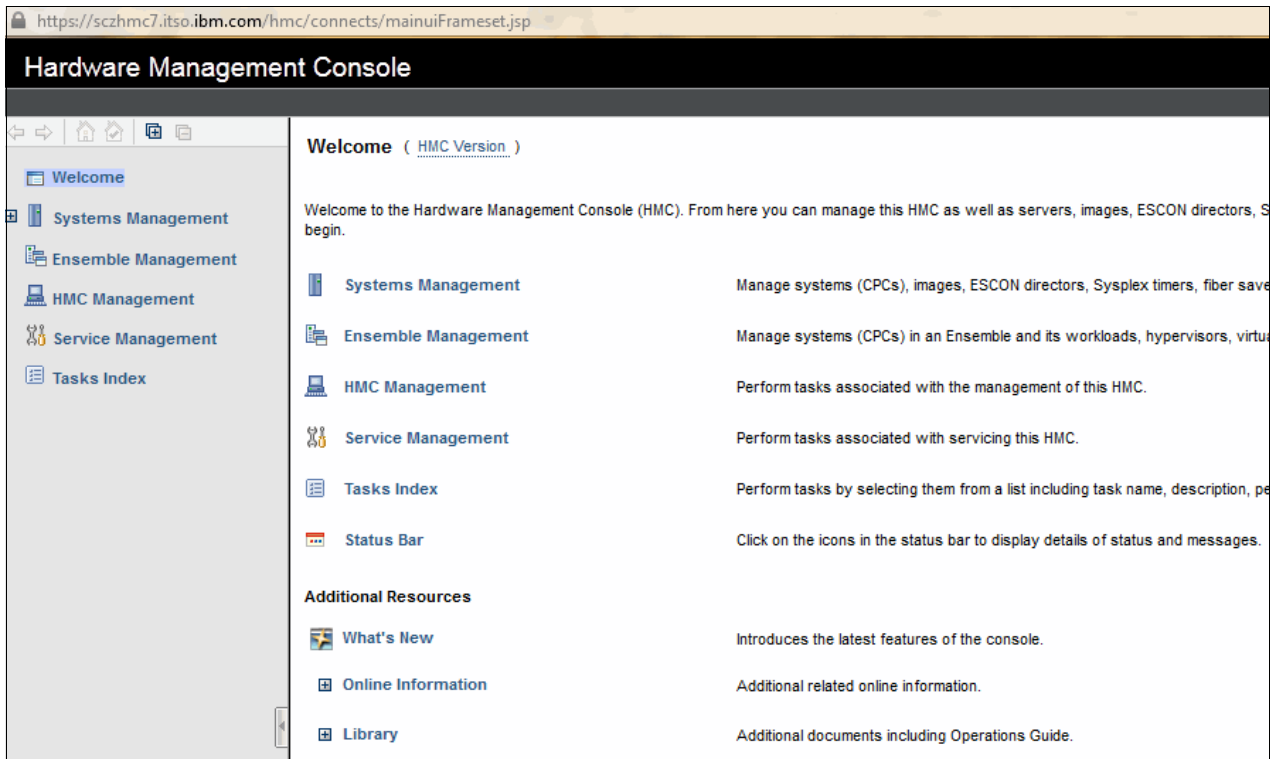 https://sczhmc7.itso.ibm.com/hmc/connects/mainuiFrameset.jsp
Hardware Management Console
Welcome
Systems Management
Ensemble Management
HMC Management
Service Management
Tasks Index
Welcome ( HMC Version )
Welcome to the Hardware Management Console (HMC). From here you can manage this HMC as well as servers, images, ESCON directors, S
begin.
Systems Management Manage systems (CPCs), images, ESCON directors, Sysplex timers, fiber save
Ensemble Management Manage systems (CPCs) in an Ensemble and its workloads, hypervisors, virtu
HMC Management Perform tasks associated with the management of this HMC.
Service Management Perform tasks associated with servicing this HMC.
Tasks Index Perform tasks by selecting them from a list including task name, description, pe
Status Bar Click on the icons in the status bar to display details of status and messages.
Additional Resources
What's New Introduces the latest features of the console.
Online Information Additional related online information.
Library Additional documents including Operations Guide.